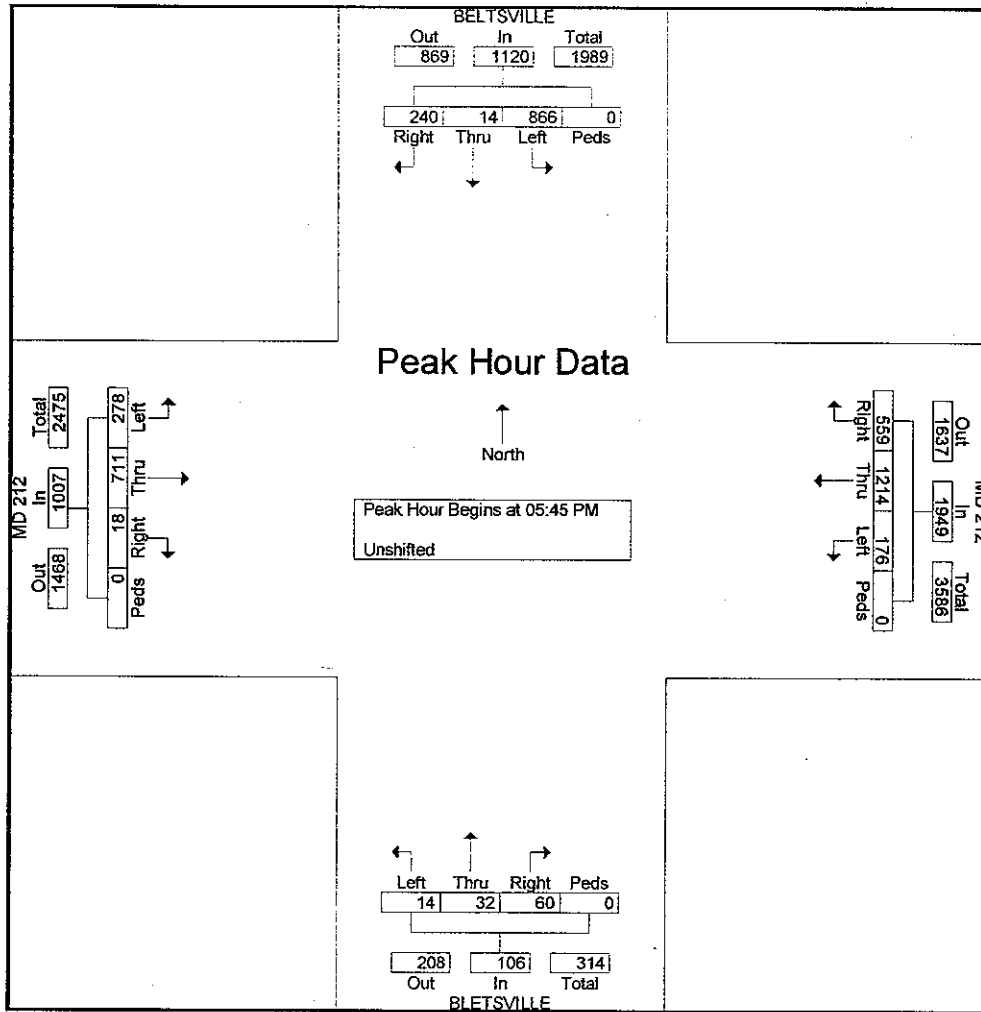 BELTSVILLE
Out In Total
869 1120 1989
240 14 866 0
Right Thru Left Peds
Peak Hour Data
North
Peak Hour Begins at 05:45 PM
Unshifted
MD 212
Total In Out
2475 1007 1468
278 711 18 0
Left Thru Right Peds
Right Thru Left Peds
559 1214 176 0
Out In Total
1637 1949 3586
MD 212
Left Thru Right Peds
14 32 60 0
208 106 314
Out In Total
BLETSVILLE